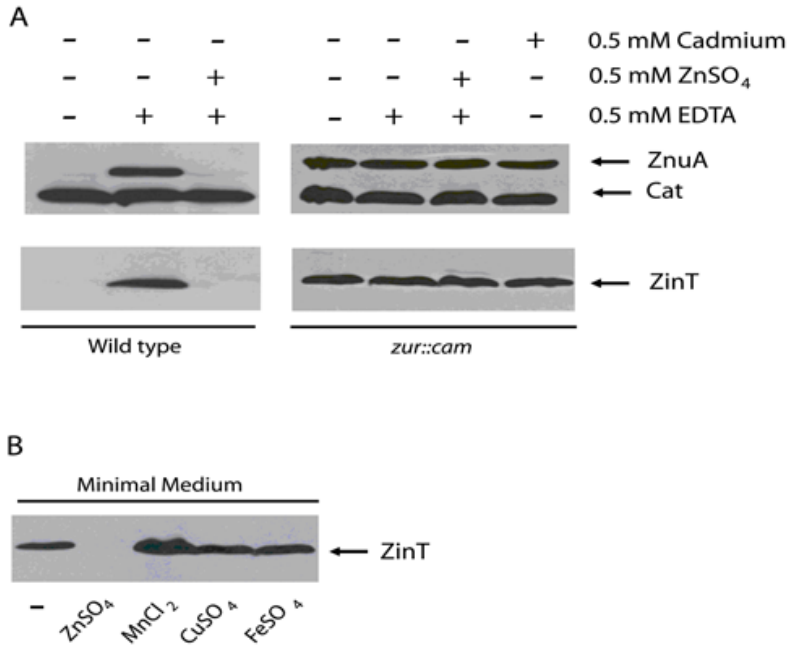 A
- - - - - - + 0.5 mM Cadmium
- - + - - + - 0.5 mM ZnSO4
- + + - + + - 0.5 mM EDTA
ZnuA
Cat
ZinT
Wild type zur::cam
B
Minimal Medium
ZinT
- ZnSO4 MnCl2 CuSO4 FeSO4